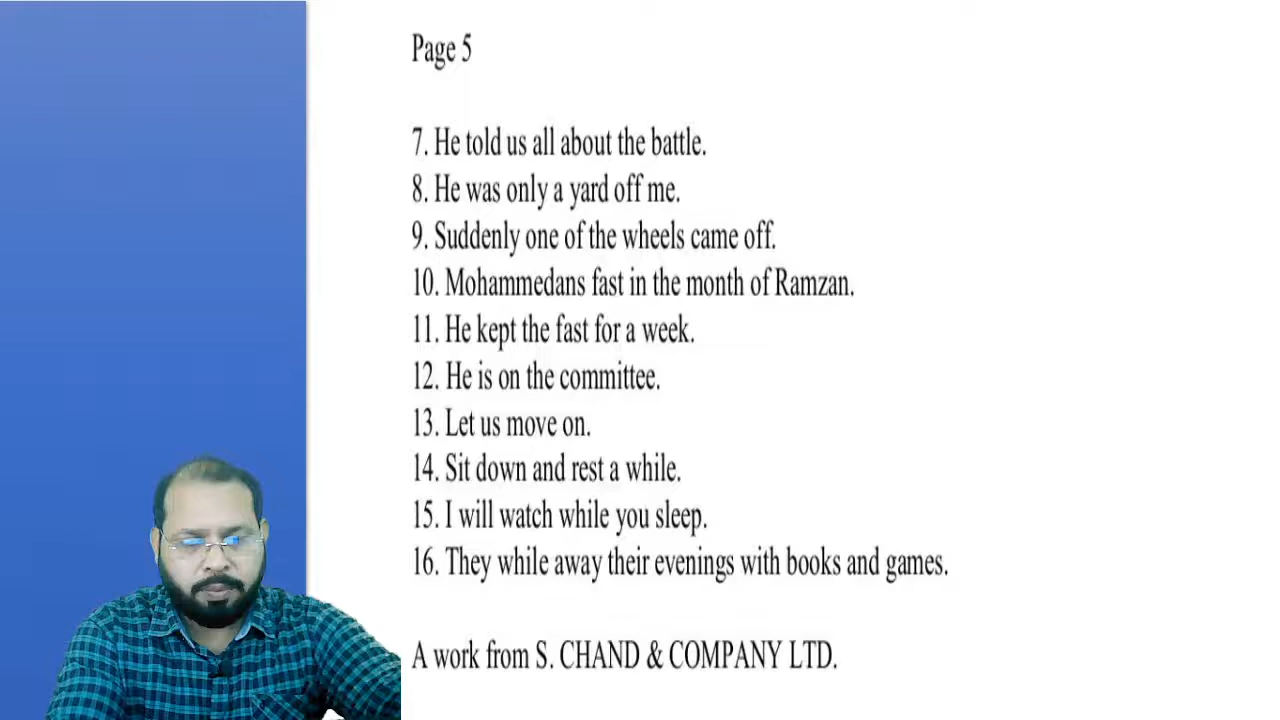 Page 5
7. He told us all about the battle.
8. He was only a yard off me.
9. Suddenly one of the wheels came off.
10. Mohammedans fast in the month of Ramzan.
11. He kept the fast for a week.
12. He is on the committee.
13. Let us move on.
14. Sit down and rest a while.
15. I will watch while you sleep.
16. They while away their evenings with books and games.
A work from S. CHAND & COMPANY LTD.